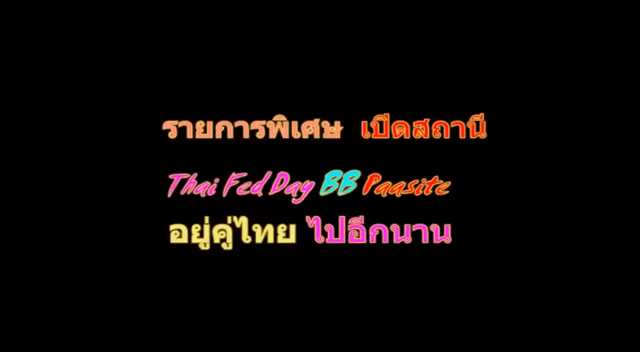 รายการพิเศษ เปิดสถานี
Thai Fed Day BB Paasite
อยู่คู่ไทย ไปอีกนาน